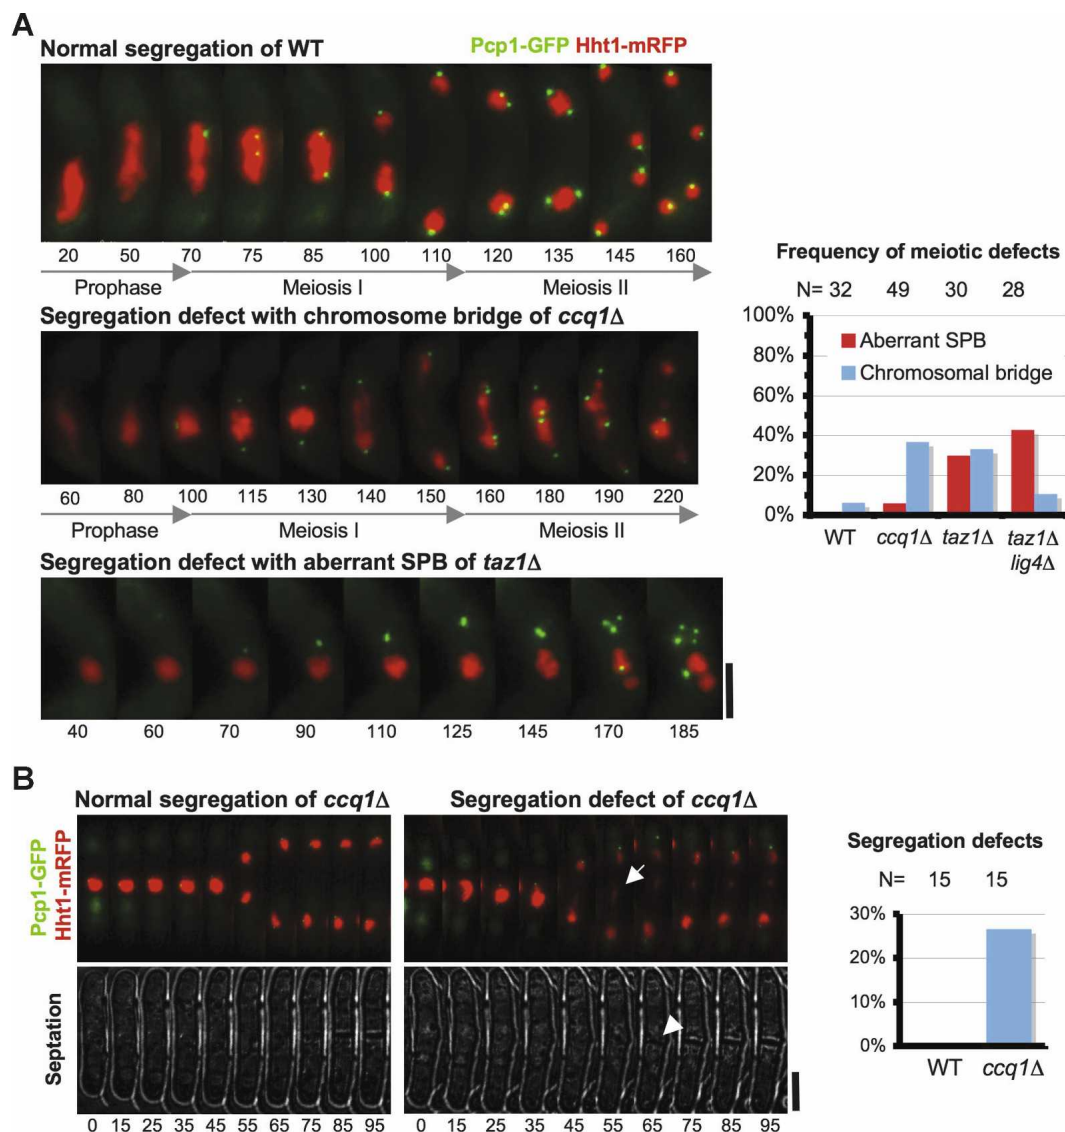 A
Normal segregation of WT
Pcp1-GFP Hht1-mRFP
20 50 70 75 85 100 110 120 135 145 160
Prophase Meiosis I Meiosis II
Segregation defect with chromosome bridge of ccq1Δ
60 80 100 115 130 140 150 160 180 190 220
Prophase Meiosis I Meiosis II
Segregation defect with aberrant SPB of taz1Δ
40 60 70 90 110 125 145 170 185
Frequency of meiotic defects
N= 32 49 30 28
100%
80%
60%
40%
20%
0%
Aberrant SPB
Chromosomal bridge
WT ccq1Δ taz1Δ taz1Δ
lig4Δ
B
Normal segregation of ccq1Δ
Segregation defect of ccq1Δ
Pcp1-GFP
Hht1-mRFP
Septation
0 15 25 35 45 55 65 75 85 95
0 15 25 35 45 55 65 75 85 95
Segregation defects
N= 15 15
30%
20%
10%
0%
WT ccq1Δ